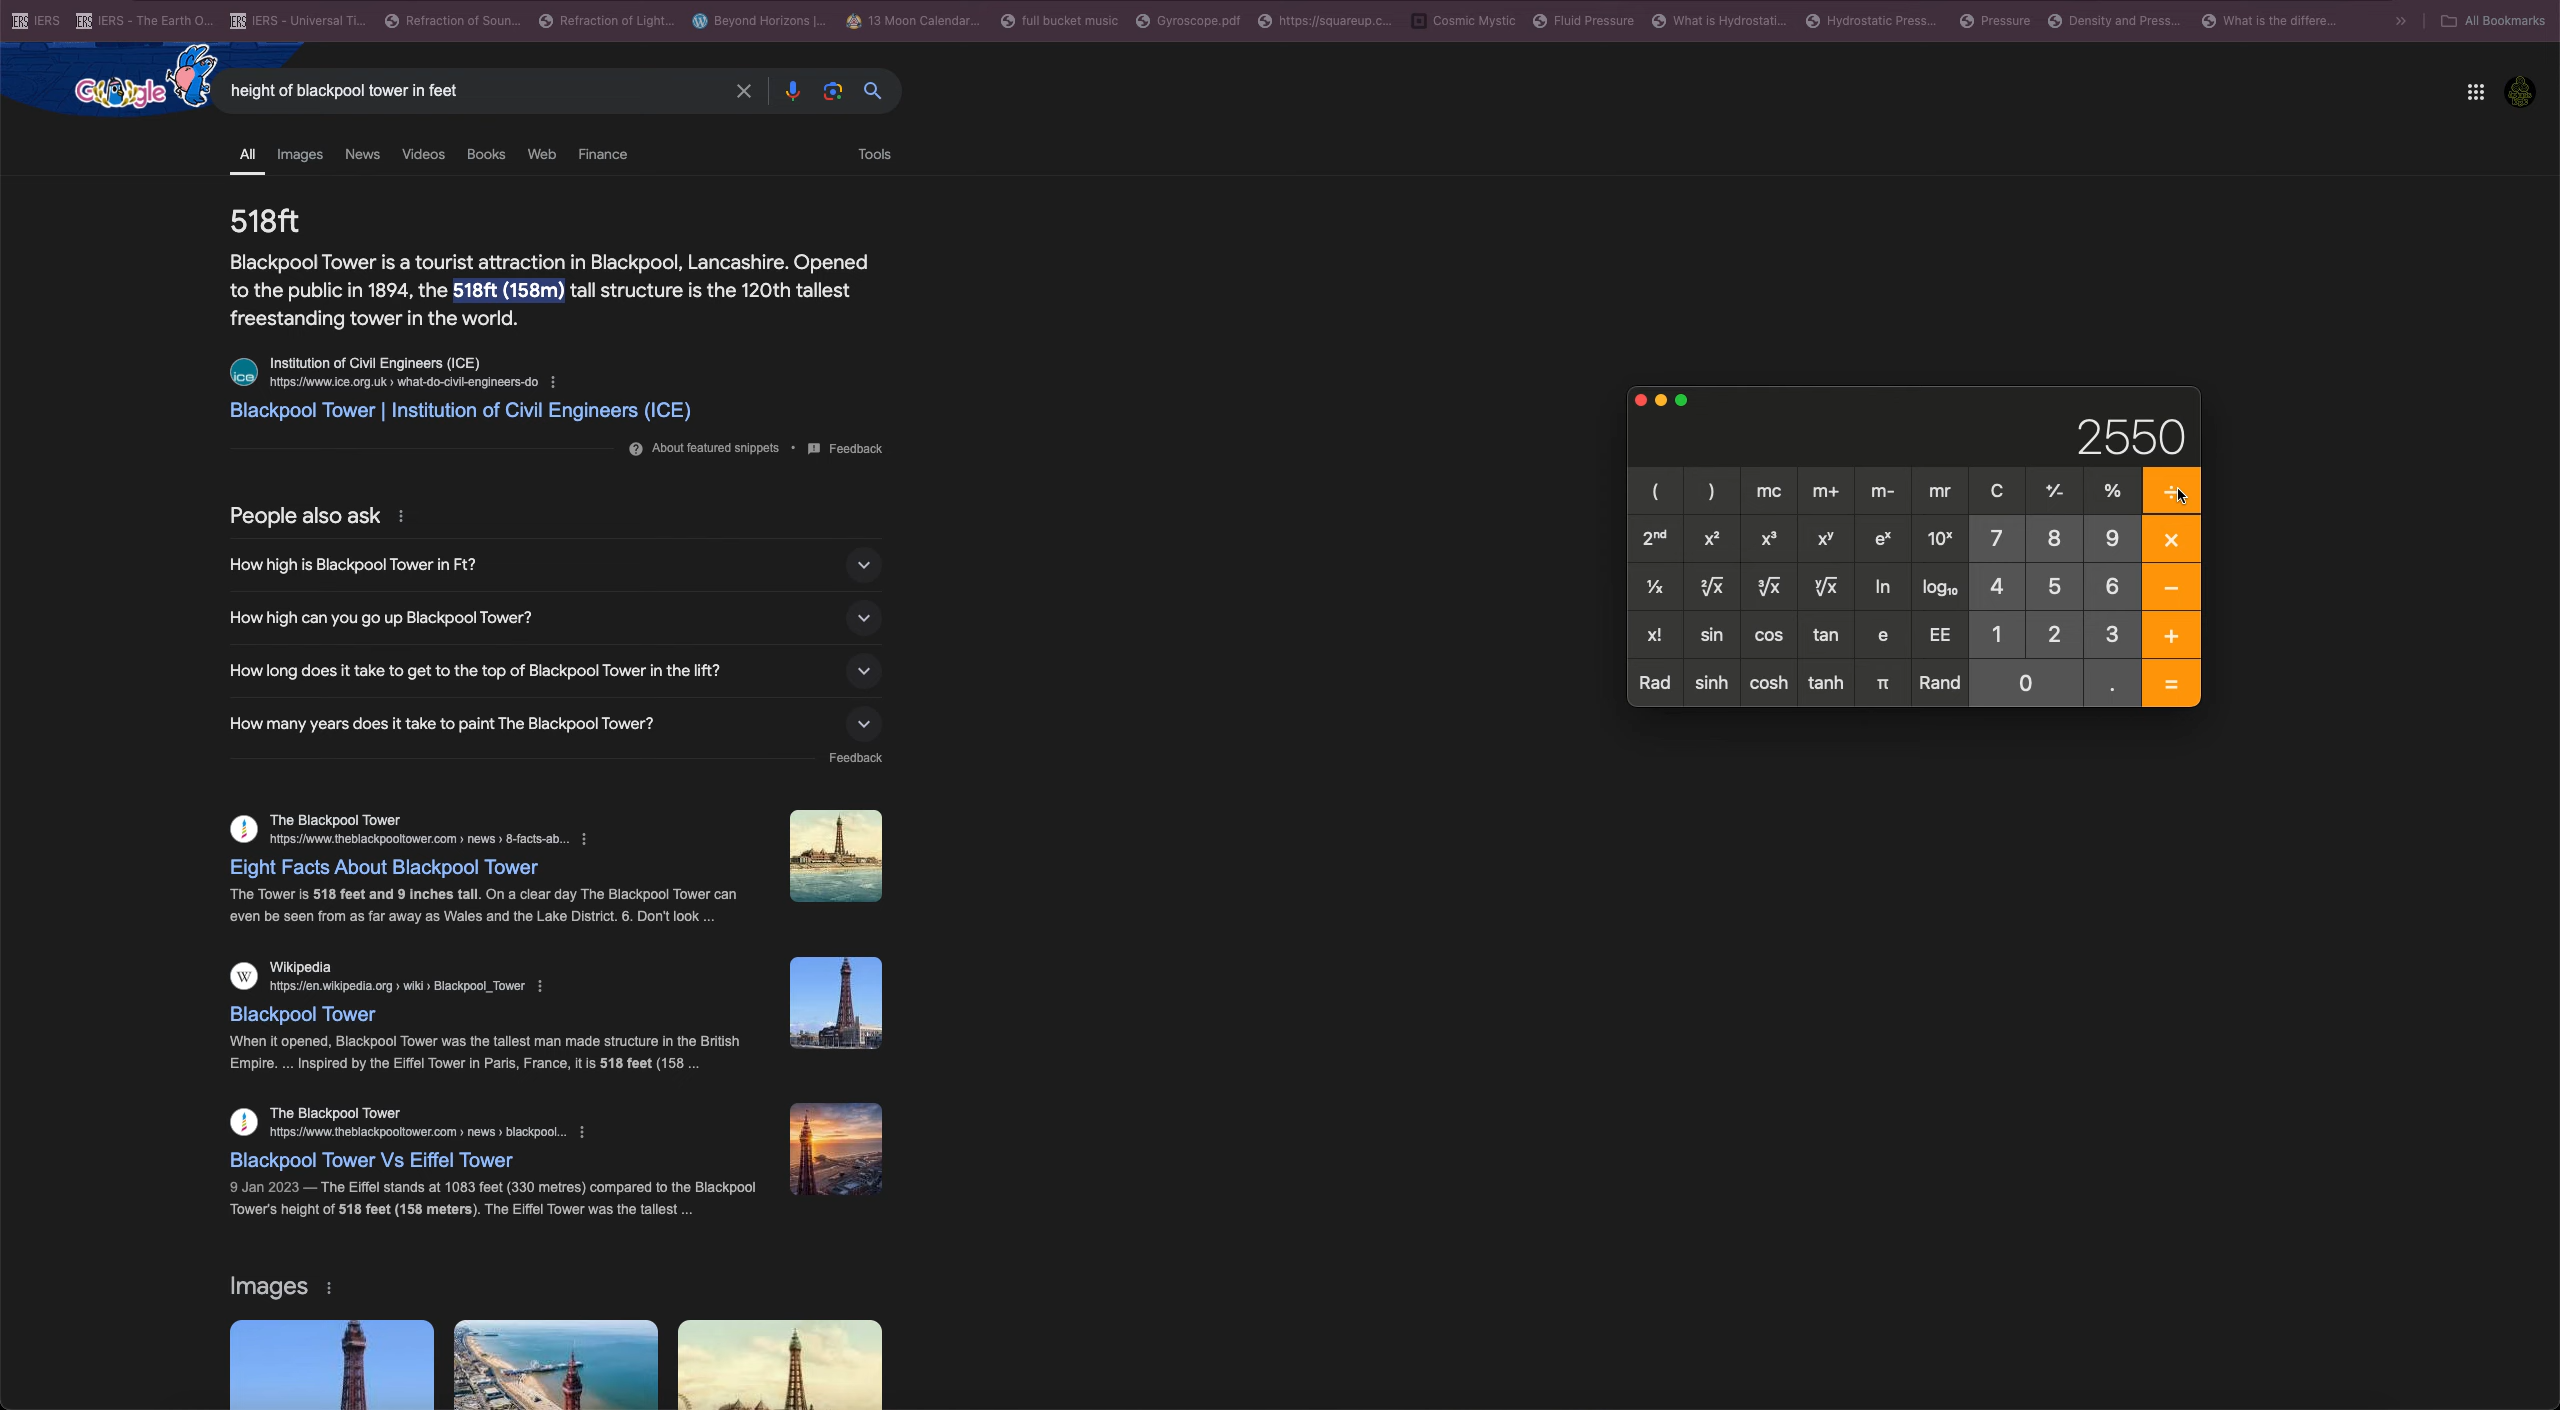 IERS
IERS - The Earth O...
IERS - Universal Ti...
Refraction of Soun...
Refraction of Light...
Beyond Horizons |...
13 Moon Calendar...
full bucket music
Gyroscope.pdf
https://squareup.c...
Cosmic Mystic
Fluid Pressure
What is Hydrostati...
Hydrostatic Press...
Pressure
Density and Press...
What is the differe...
»
All Bookmarks
Google
height of blackpool tower in feet
All Images News Videos Books Web Finance Tools
518ft
Blackpool Tower is a tourist attraction in Blackpool, Lancashire. Opened
to the public in 1894, the 518ft (158m) tall structure is the 120th tallest
freestanding tower in the world.
ice
Institution of Civil Engineers (ICE)
https://www.ice.org.uk › what-do-civil-engineers-do
Blackpool Tower | Institution of Civil Engineers (ICE)
About featured snippets • Feedback
People also ask
How high is Blackpool Tower in Ft?
How high can you go up Blackpool Tower?
How long does it take to get to the top of Blackpool Tower in the lift?
How many years does it take to paint The Blackpool Tower?
Feedback
The Blackpool Tower
https://www.theblackpooltower.com › news › 8-facts-ab...
Eight Facts About Blackpool Tower
The Tower is 518 feet and 9 inches tall. On a clear day The Blackpool Tower can
even be seen from as far away as Wales and the Lake District. 6. Don't look ...
W
Wikipedia
https://en.wikipedia.org › wiki › Blackpool_Tower
Blackpool Tower
When it opened, Blackpool Tower was the tallest man made structure in the British
Empire. ... Inspired by the Eiffel Tower in Paris, France, it is 518 feet (158 ...
The Blackpool Tower
https://www.theblackpooltower.com › news › blackpool...
Blackpool Tower Vs Eiffel Tower
9 Jan 2023 — The Eiffel stands at 1083 feet (330 metres) compared to the Blackpool
Tower's height of 518 feet (158 meters). The Eiffel Tower was the tallest ...
Images
2550
( ) mc m+ m- mr C ⁺⁄₋ % ÷
2ⁿᵈ x² x³ xʸ eˣ 10ˣ 7 8 9 ×
¹⁄ₓ ²√x ³√x ʸ√x ln log₁₀ 4 5 6 −
x! sin cos tan e EE 1 2 3 +
Rad sinh cosh tanh π Rand 0 . =